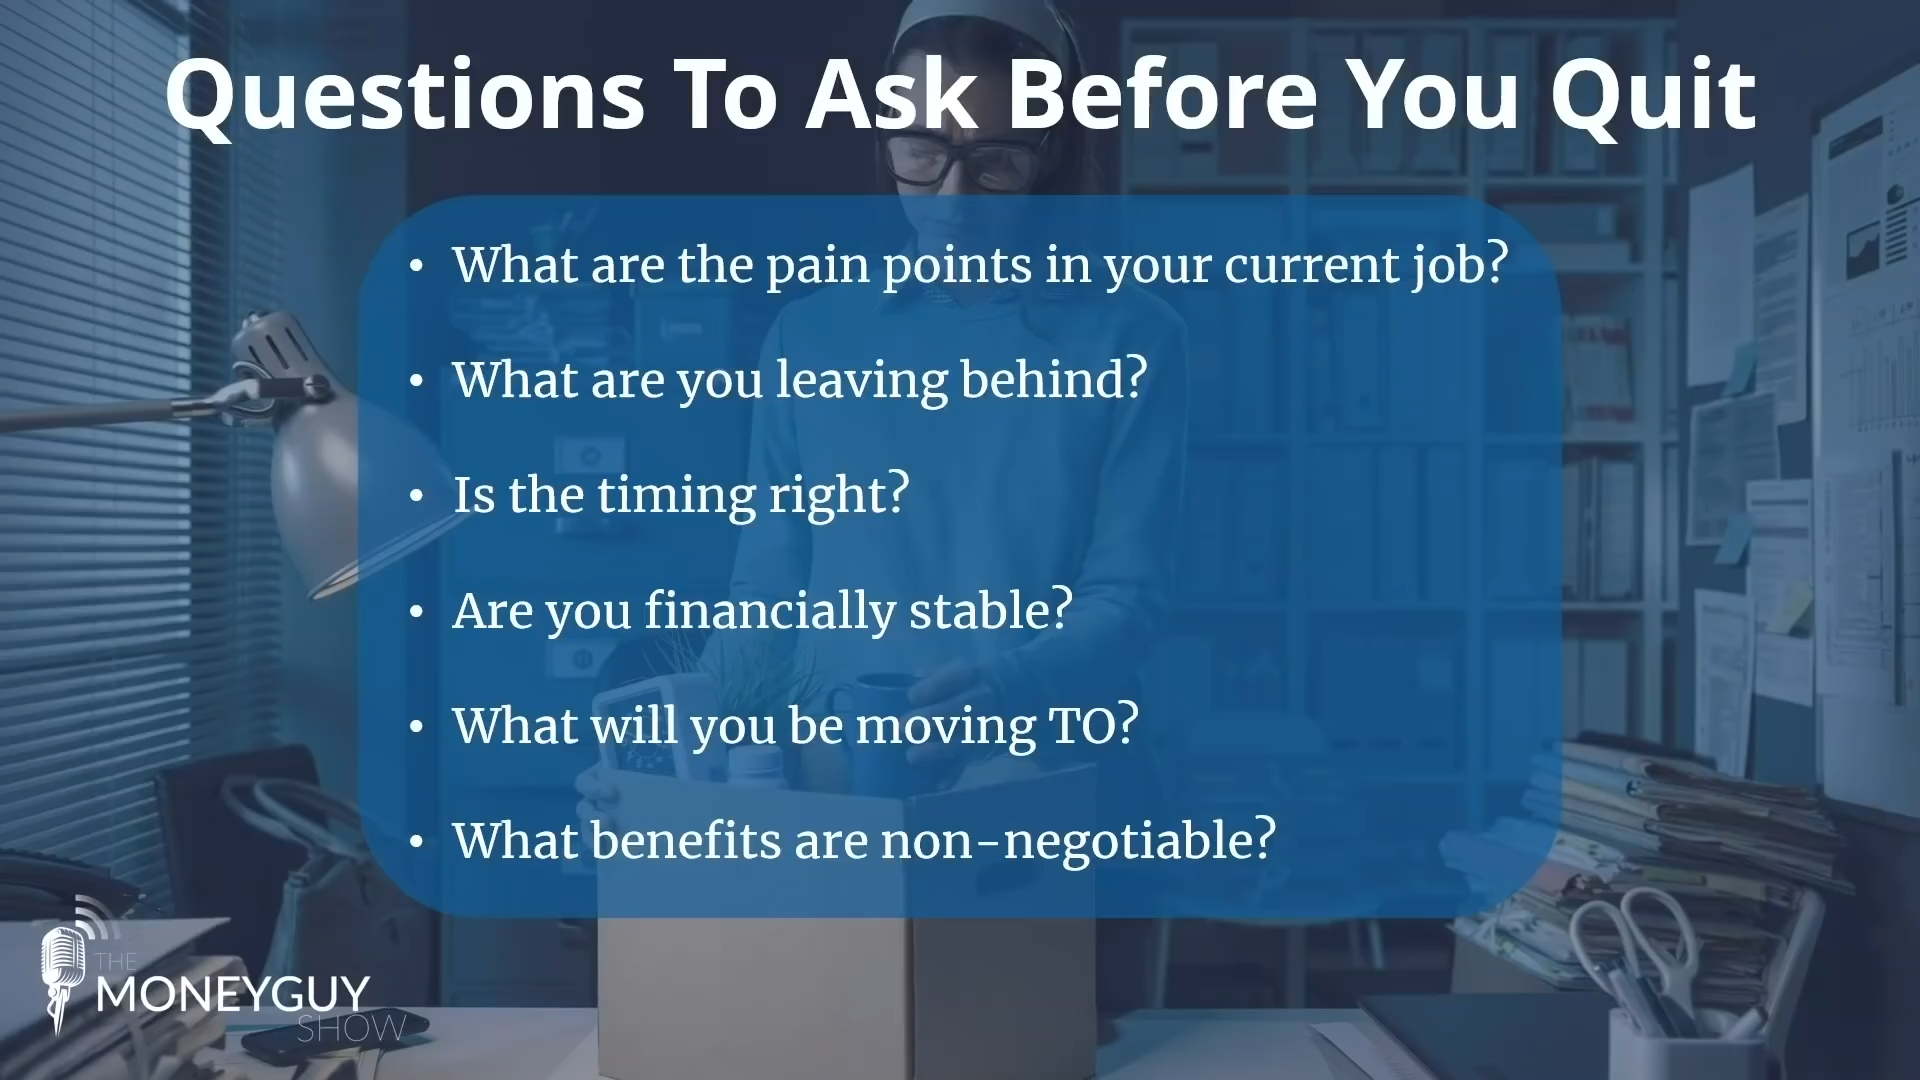 Questions To Ask Before You Quit
• What are the pain points in your current job?
• What are you leaving behind?
• Is the timing right?
• Are you financially stable?
• What will you be moving TO?
• What benefits are non-negotiable?
THE
MONEYGUY
SHOW